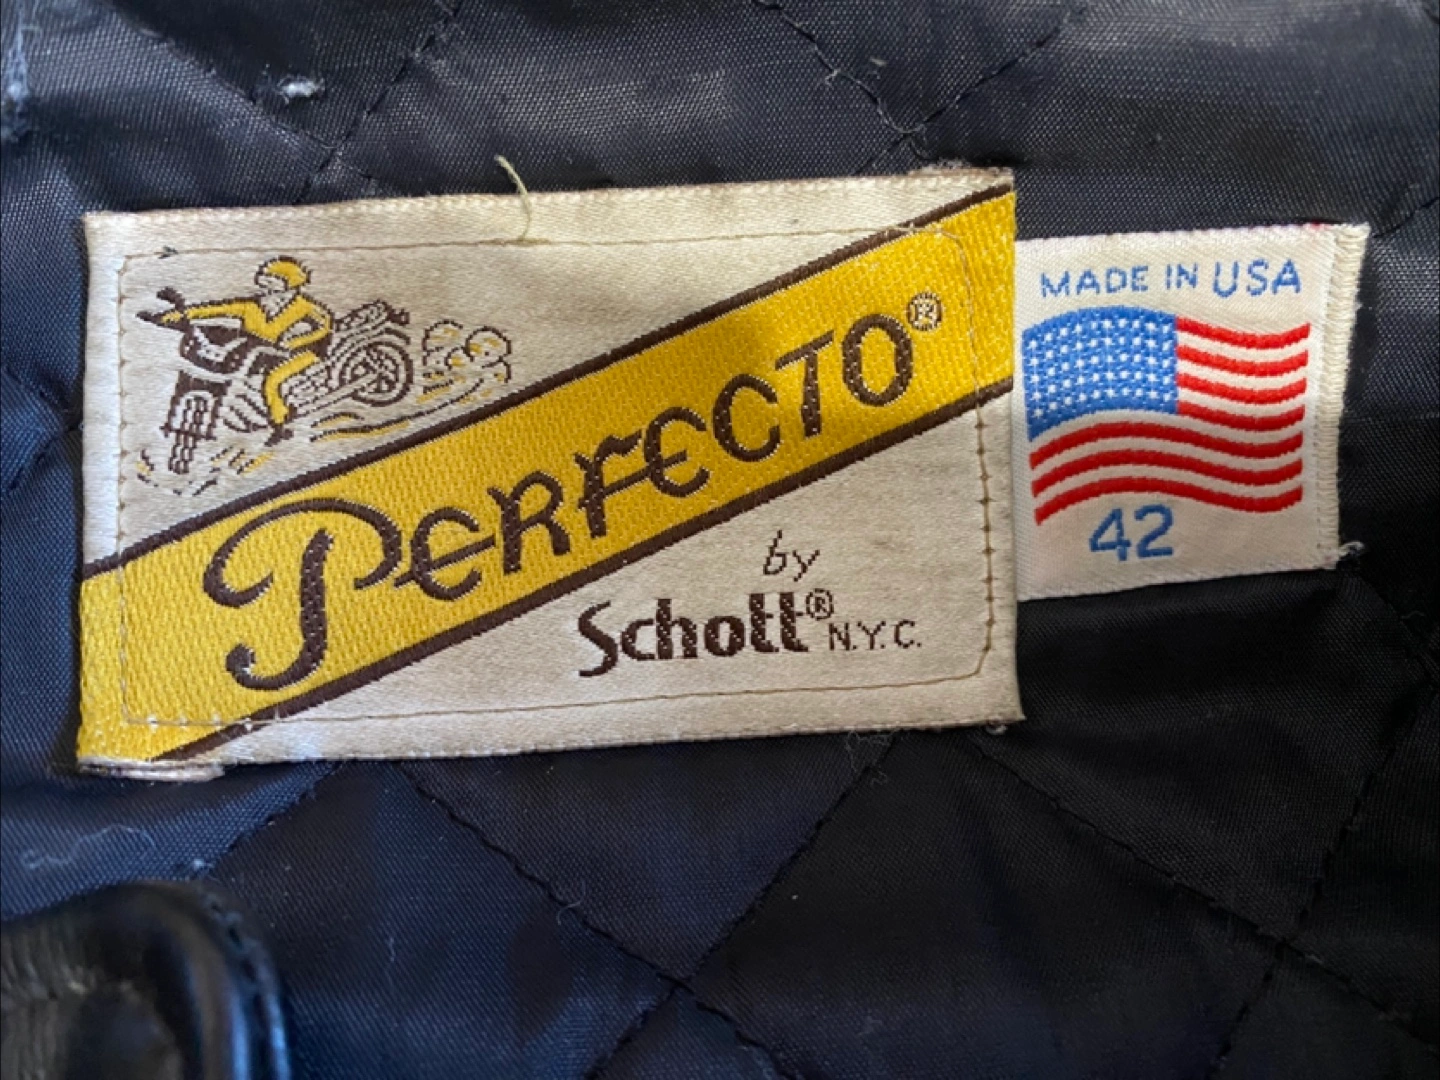 PERFECTO®
by
Schott® N.Y.C.
MADE IN USA
42